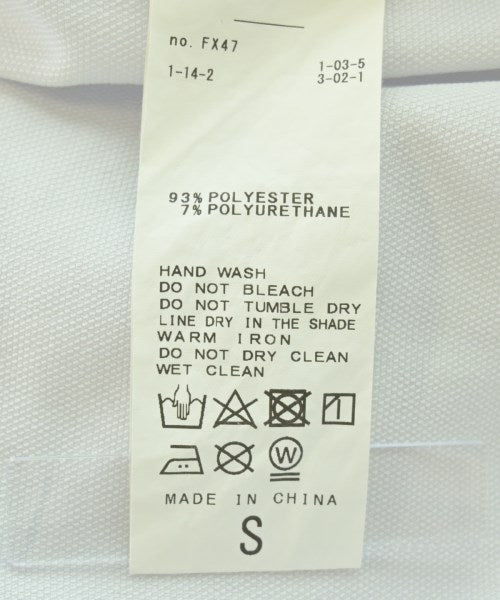 no. FX47
1-14-2 1-03-5
3-02-1
93% POLYESTER
7% POLYURETHANE
HAND WASH
DO NOT BLEACH
DO NOT TUMBLE DRY
LINE DRY IN THE SHADE
WARM IRON
DO NOT DRY CLEAN
WET CLEAN
W
MADE IN CHINA
S